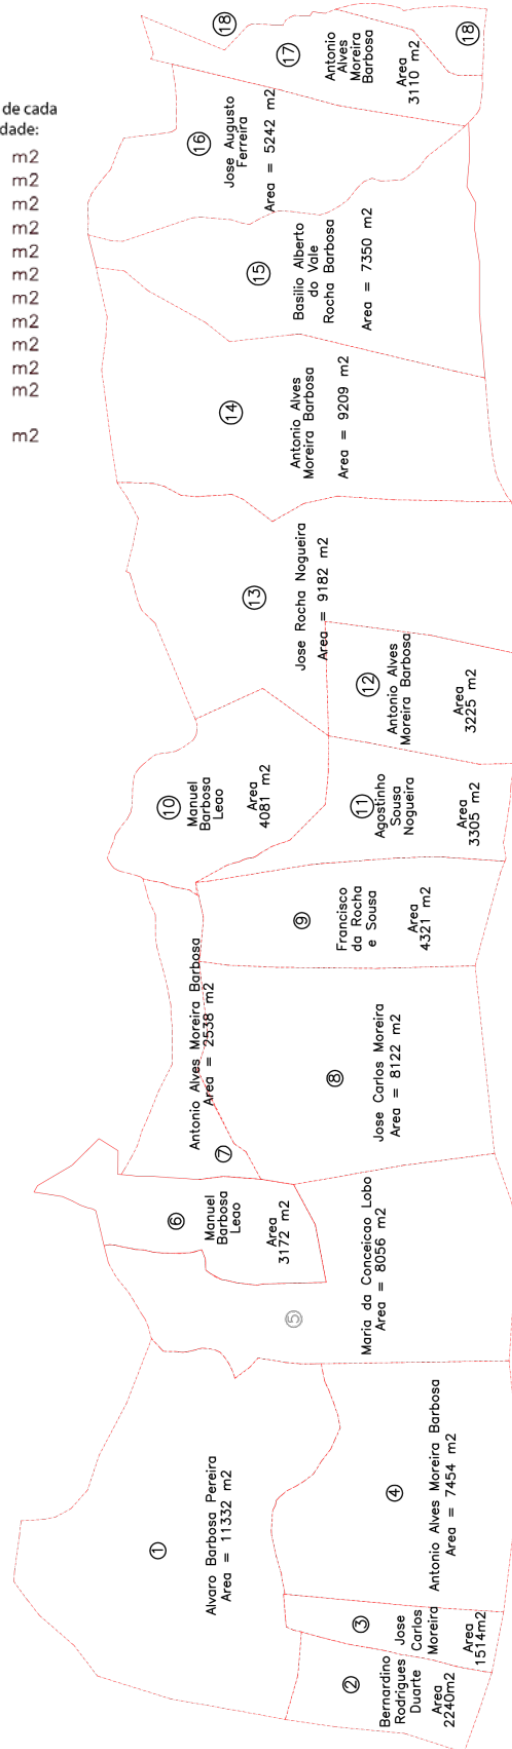 de cada
dade:
m2
m2
m2
m2
m2
m2
m2
m2
m2
m2
m2
m2
18
18
17
Antonio
Alves
Moreira
Barbosa
Area
3110 m2
16
Jose Augusto
Ferreira
Area = 5242 m2
15
Basilio Alberto
do Vale
Rocha Barbosa
Area = 7350 m2
14
Antonio Alves
Moreira Barbosa
Area = 9209 m2
13
Jose Rocha Nogueira
Area = 9182 m2
12
Antonio Alves
Moreira Barbosa
Area
3225 m2
10
Manuel
Barbosa
Leao
Area
4081 m2
11
Agostinho
Sousa
Nogueira
Area
3305 m2
9
Francisco
da Rocha
e Sousa
Area
4321 m2
Antonio Alves Moreira Barbosa
Area = 2538 m2
7
8
Jose Carlos Moreira
Area = 8122 m2
6
Manuel
Barbosa
Leao
Area
3172 m2
5
Maria da Conceicao Lobo
Area = 8056 m2
1
Alvaro Barbosa Pereira
Area = 11332 m2
4
Antonio Alves Moreira Barbosa
Area = 7454 m2
3
Jose
Carlos
Moreira
Area
1514m2
2
Bernardino
Rodrigues
Duarte
Area
2240m2